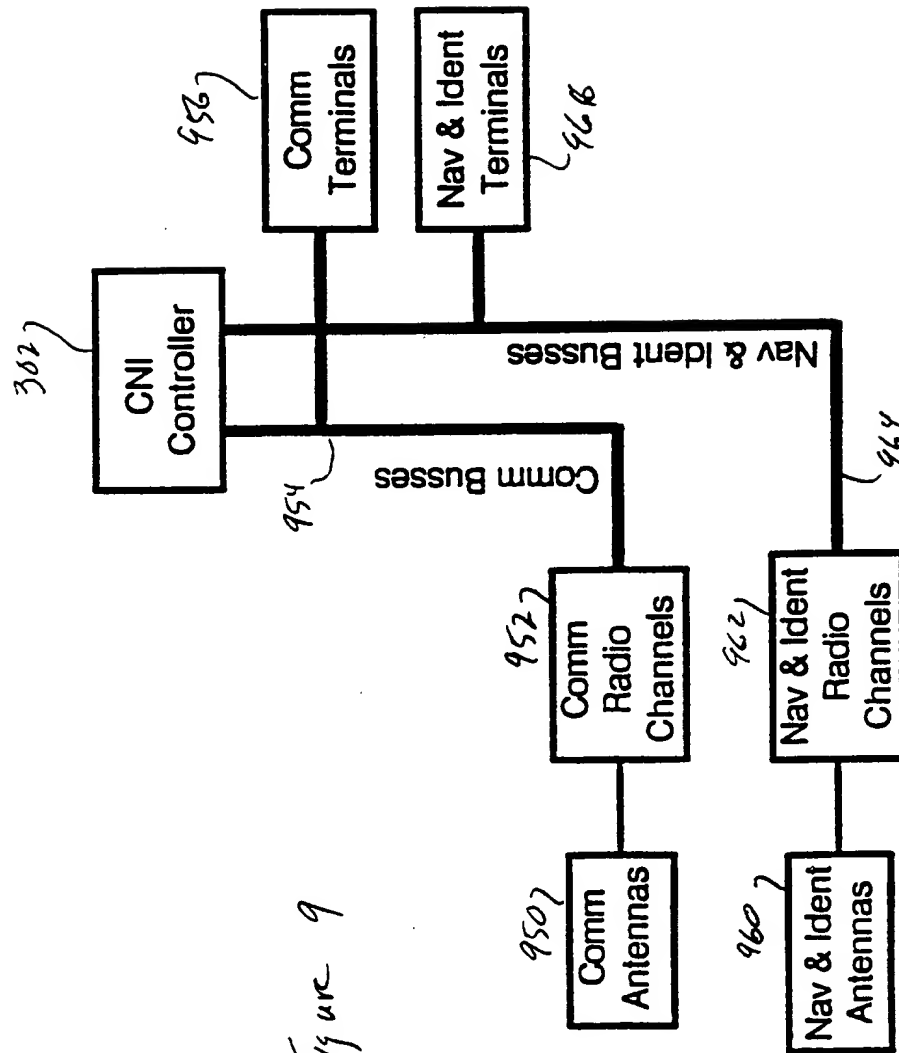 302
CNI
Controller
956
Comm
Terminals
Nav & Ident
Terminals
954
Comm Busses
Nav & Ident Busses
952
Comm
Radio
Channels
964
962
Nav & Ident
Radio
Channels
950
Comm
Antennas
960
Nav & Ident
Antennas
Figure 9